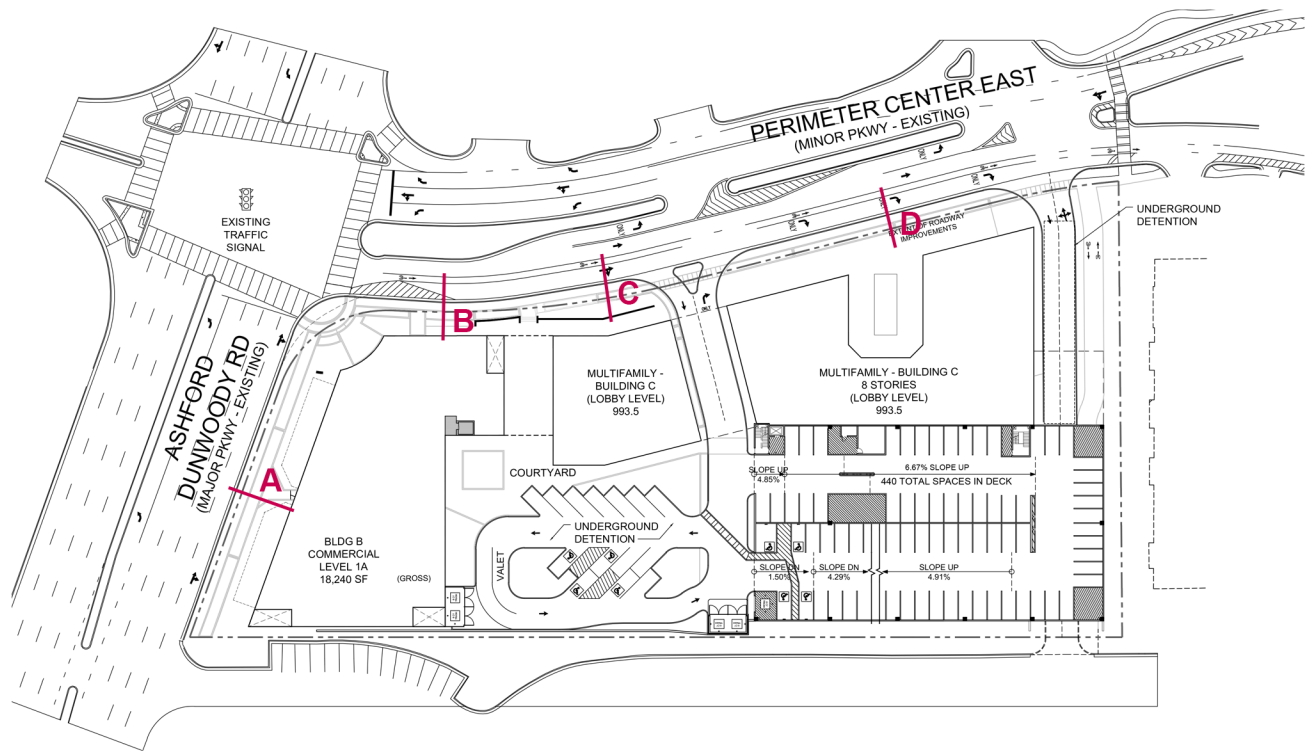 PERIMETER CENTER EAST
(MINOR PKWY - EXISTING)
ONLY
ONLY
ONLY
ONLY
D
EXTENT OF ROADWAY
IMPROVEMENTS
UNDERGROUND
DETENTION
EXISTING
TRAFFIC
SIGNAL
C
B
ONLY
ASHFORD
DUNWOODY RD
(MAJOR PKWY - EXISTING)
A
MULTIFAMILY -
BUILDING C
(LOBBY LEVEL)
993.5
MULTIFAMILY - BUILDING C
8 STORIES
(LOBBY LEVEL)
993.5
COURTYARD
SLOPE UP
4.85%
6.67% SLOPE UP
440 TOTAL SPACES IN DECK
UNDERGROUND
DETENTION
VALET
BLDG B
COMMERCIAL
LEVEL 1A
18,240 SF
(GROSS)
SLOPE DN
1.50%
SLOPE DN
4.29%
SLOPE UP
4.91%